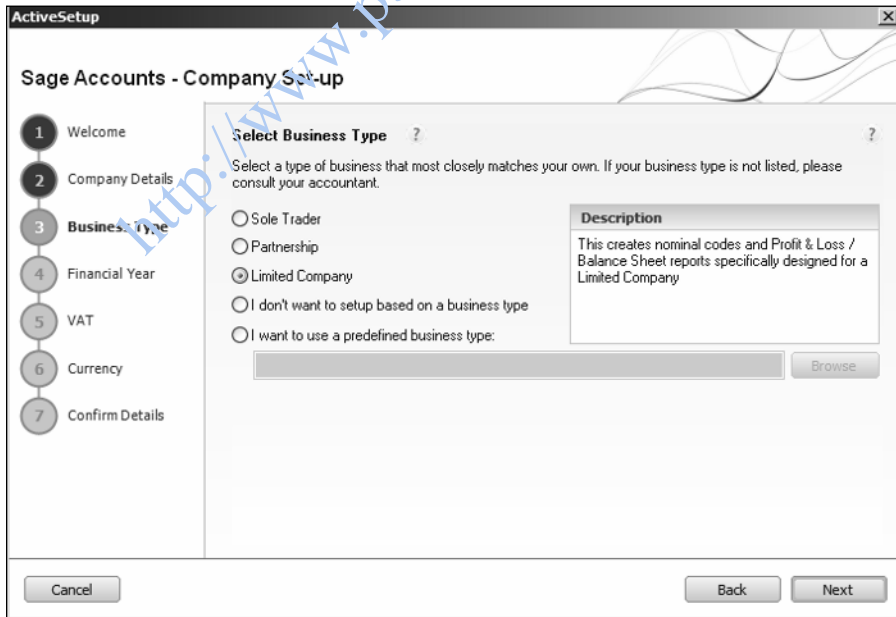 ActiveSetup
Sage Accounts - Company Set-up
1 Welcome
2 Company Details
3 Business Type
4 Financial Year
5 VAT
6 Currency
7 Confirm Details
Select Business Type ?
?
Select a type of business that most closely matches your own. If your business type is not listed, please
consult your accountant.
Sole Trader
Partnership
Limited Company
I don't want to setup based on a business type
I want to use a predefined business type:
Browse
Description
This creates nominal codes and Profit & Loss /
Balance Sheet reports specifically designed for a
Limited Company
Cancel
Back
Next
http://www.p